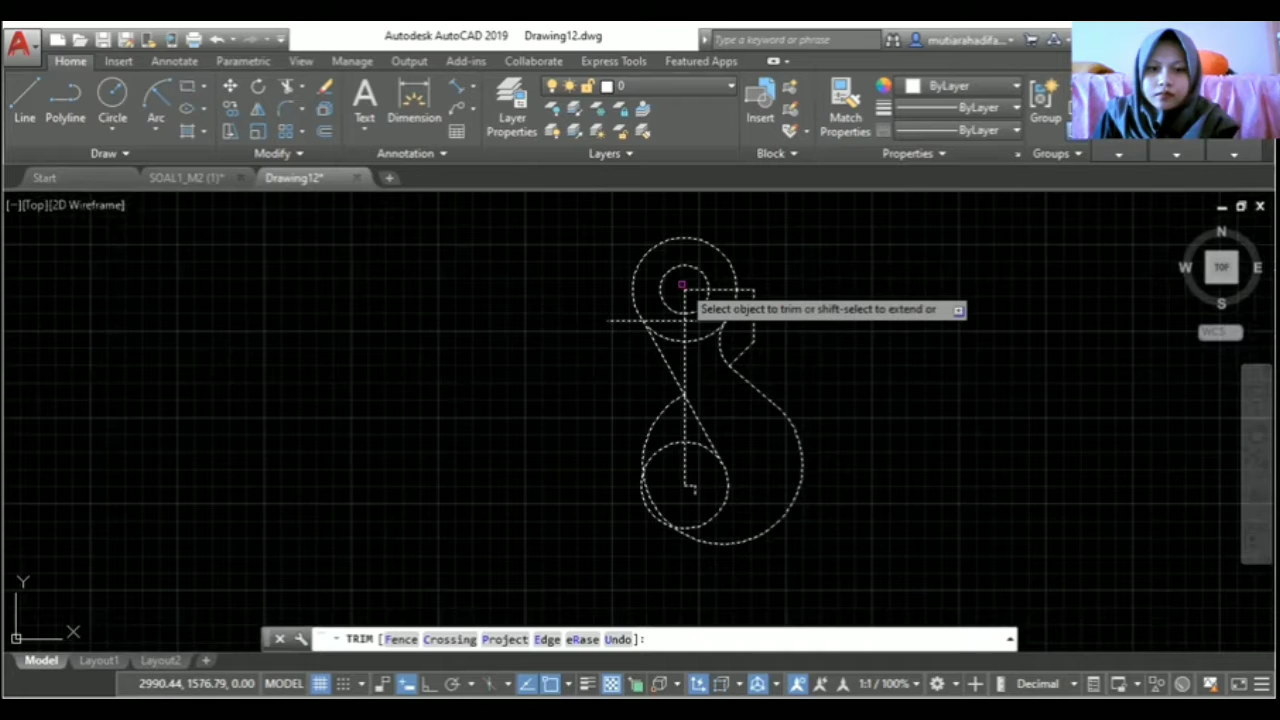 Autodesk AutoCAD 2019 Drawing12.dwg
Type a keyword or phrase
mutiarahadifa...
Home Insert Annotate Parametric View Manage Output Add-ins Collaborate Express Tools Featured Apps
0
ByLayer
ByLayer
ByLayer
Line Polyline Circle Arc
Text Dimension
Layer
Properties
Insert
Match
Properties
Group
Draw Modify Annotation Layers Block Properties Groups
Start SOAL1_M2 (1)* Drawing12*
[−][Top][2D Wireframe]
N
W TOP E
S
WCS
Select object to trim or shift-select to extend or
Y
X
TRIM [Fence Crossing Project Edge eRase Undo]:
Model Layout1 Layout2
2990.44, 1576.79, 0.00 MODEL 1:1 / 100% Decimal